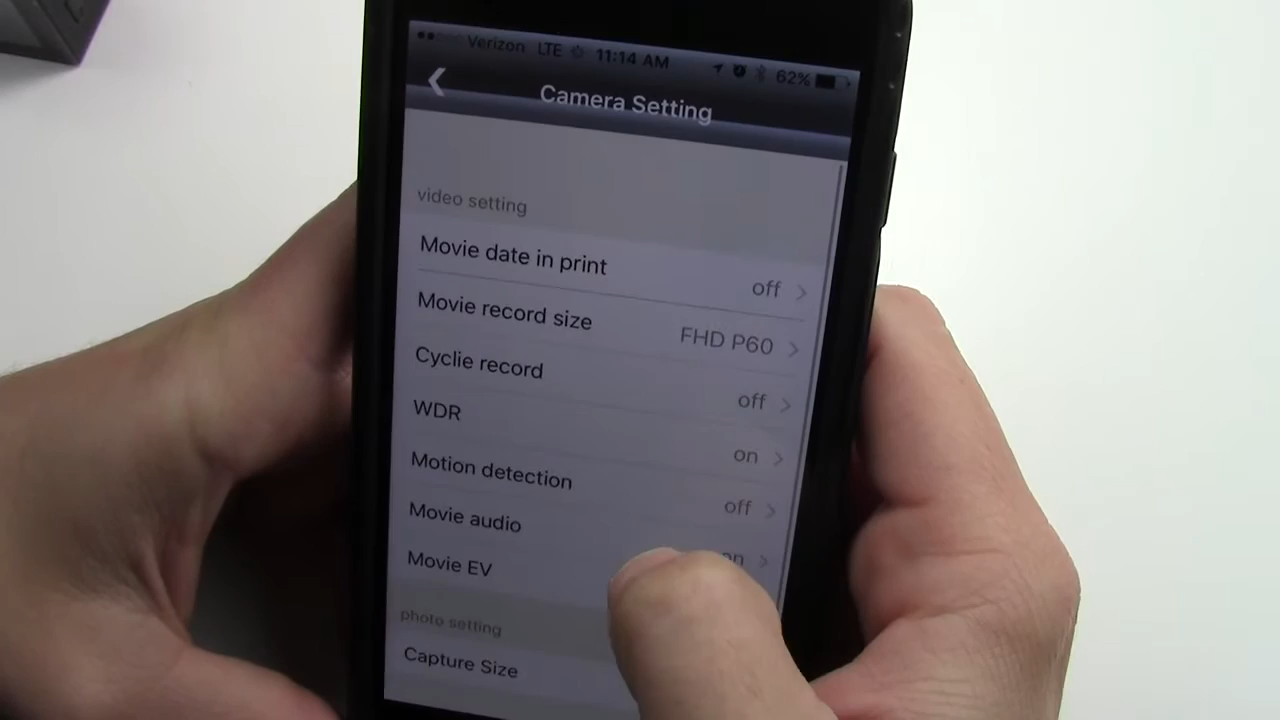 Verizon LTE 11:14 AM 62%
Camera Setting
video setting
Movie date in print off
Movie record size FHD P60
Cyclie record off
WDR on
Motion detection off
Movie audio on
Movie EV
photo setting
Capture Size